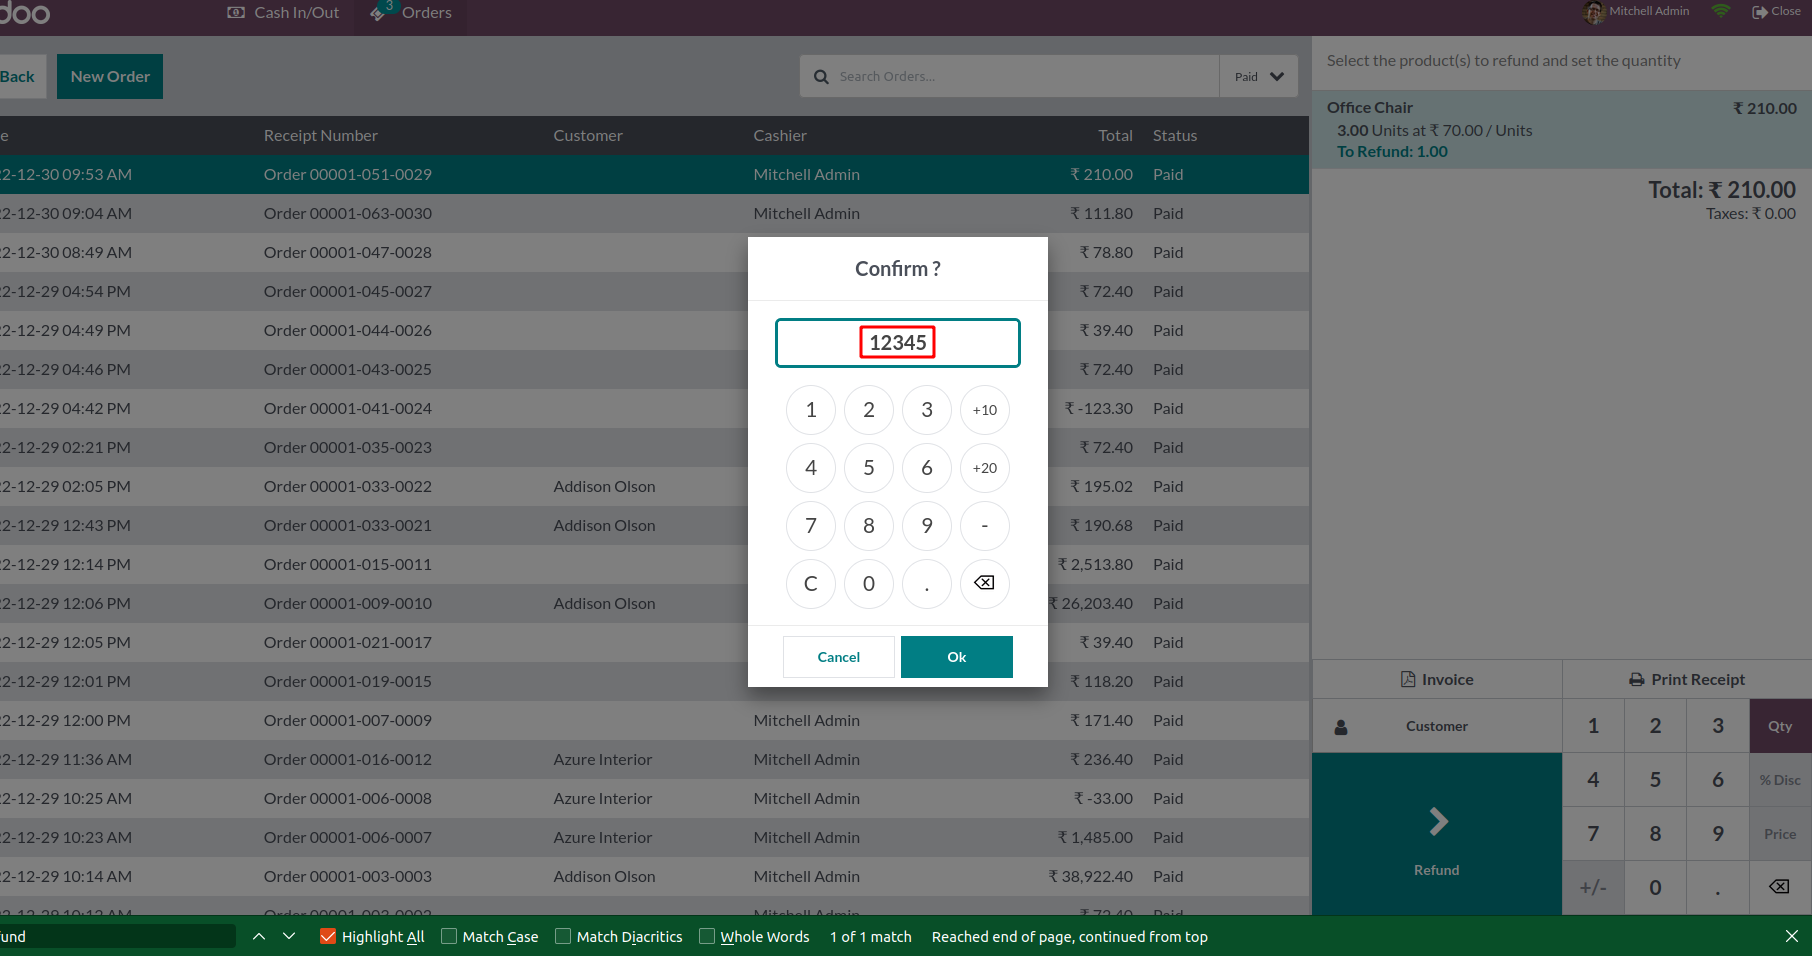 doo Cash In/Out 3 Orders Mitchell Admin Close
Back New Order Search Orders... Paid
Select the product(s) to refund and set the quantity
Office Chair ₹ 210.00
3.00 Units at ₹ 70.00 / Units
To Refund: 1.00
Total: ₹ 210.00
Taxes: ₹ 0.00
e Receipt Number Customer Cashier Total Status
2-12-30 09:53 AM Order 00001-051-0029 Mitchell Admin ₹ 210.00 Paid
2-12-30 09:04 AM Order 00001-063-0030 Mitchell Admin ₹ 111.80 Paid
2-12-30 08:49 AM Order 00001-047-0028 ₹ 78.80 Paid
2-12-29 04:54 PM Order 00001-045-0027 ₹ 72.40 Paid
2-12-29 04:49 PM Order 00001-044-0026 ₹ 39.40 Paid
2-12-29 04:46 PM Order 00001-043-0025 ₹ 72.40 Paid
2-12-29 04:42 PM Order 00001-041-0024 ₹ -123.30 Paid
2-12-29 02:21 PM Order 00001-035-0023 ₹ 72.40 Paid
2-12-29 02:05 PM Order 00001-033-0022 Addison Olson ₹ 195.02 Paid
2-12-29 12:43 PM Order 00001-033-0021 Addison Olson ₹ 190.68 Paid
2-12-29 12:14 PM Order 00001-015-0011 ₹ 2,513.80 Paid
2-12-29 12:06 PM Order 00001-009-0010 Addison Olson ₹ 26,203.40 Paid
2-12-29 12:05 PM Order 00001-021-0017 ₹ 39.40 Paid
2-12-29 12:01 PM Order 00001-019-0015 ₹ 118.20 Paid
2-12-29 12:00 PM Order 00001-007-0009 Mitchell Admin ₹ 171.40 Paid
2-12-29 11:36 AM Order 00001-016-0012 Azure Interior Mitchell Admin ₹ 236.40 Paid
2-12-29 10:25 AM Order 00001-006-0008 Azure Interior Mitchell Admin ₹ -33.00 Paid
2-12-29 10:23 AM Order 00001-006-0007 Azure Interior Mitchell Admin ₹ 1,485.00 Paid
2-12-29 10:14 AM Order 00001-003-0003 Addison Olson Mitchell Admin ₹ 38,922.40 Paid
Confirm ?
12345
1 2 3 +10
4 5 6 +20
7 8 9 -
C 0 .
Cancel Ok
Invoice Print Receipt
Customer 1 2 3 Qty
4 5 6 % Disc
7 8 9 Price
Refund
+/- 0 .
fund Highlight All Match Case Match Diacritics Whole Words 1 of 1 match Reached end of page, continued from top